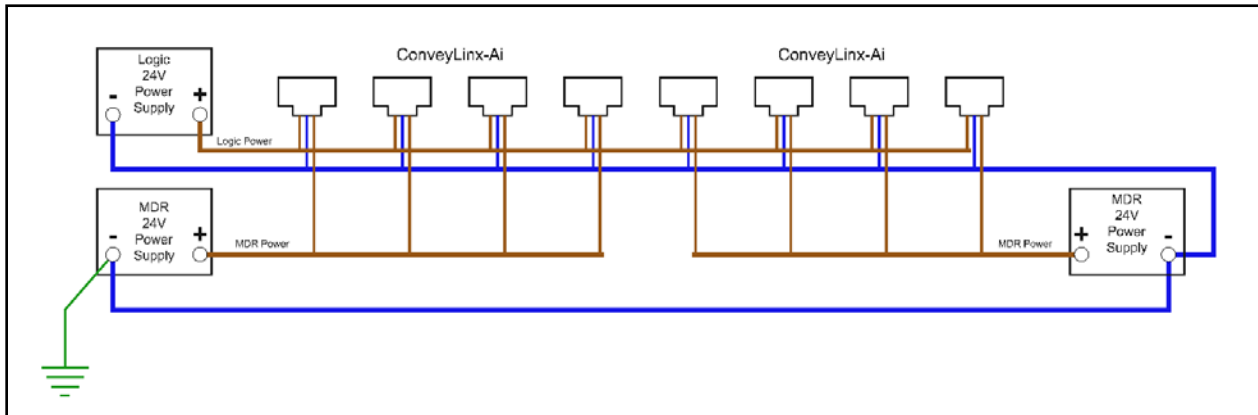 ConveyLinx-Ai
ConveyLinx-Ai
Logic
24V
Power
Supply
-
+
Logic Power
MDR
24V
Power
Supply
-
+
MDR Power
MDR Power
MDR
24V
Power
Supply
+
-